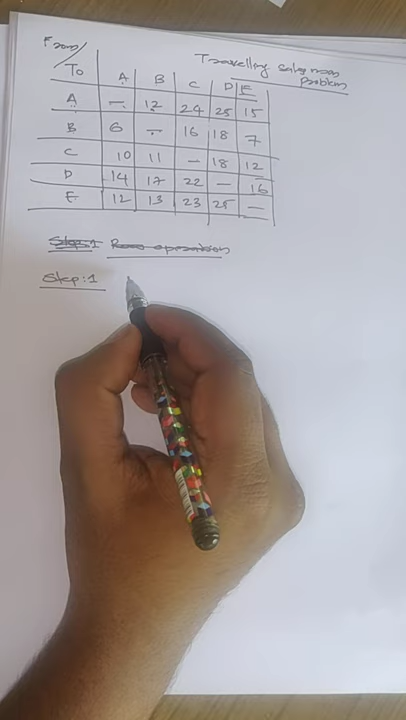 From/
To A B C D E
Travelling salesman
problem
A — 12 24 25 15
B 6 — 16 18 7
C 10 11 — 18 12
D 14 17 22 — 16
E 12 13 23 25 —
Step:1 Row operation
Step:1